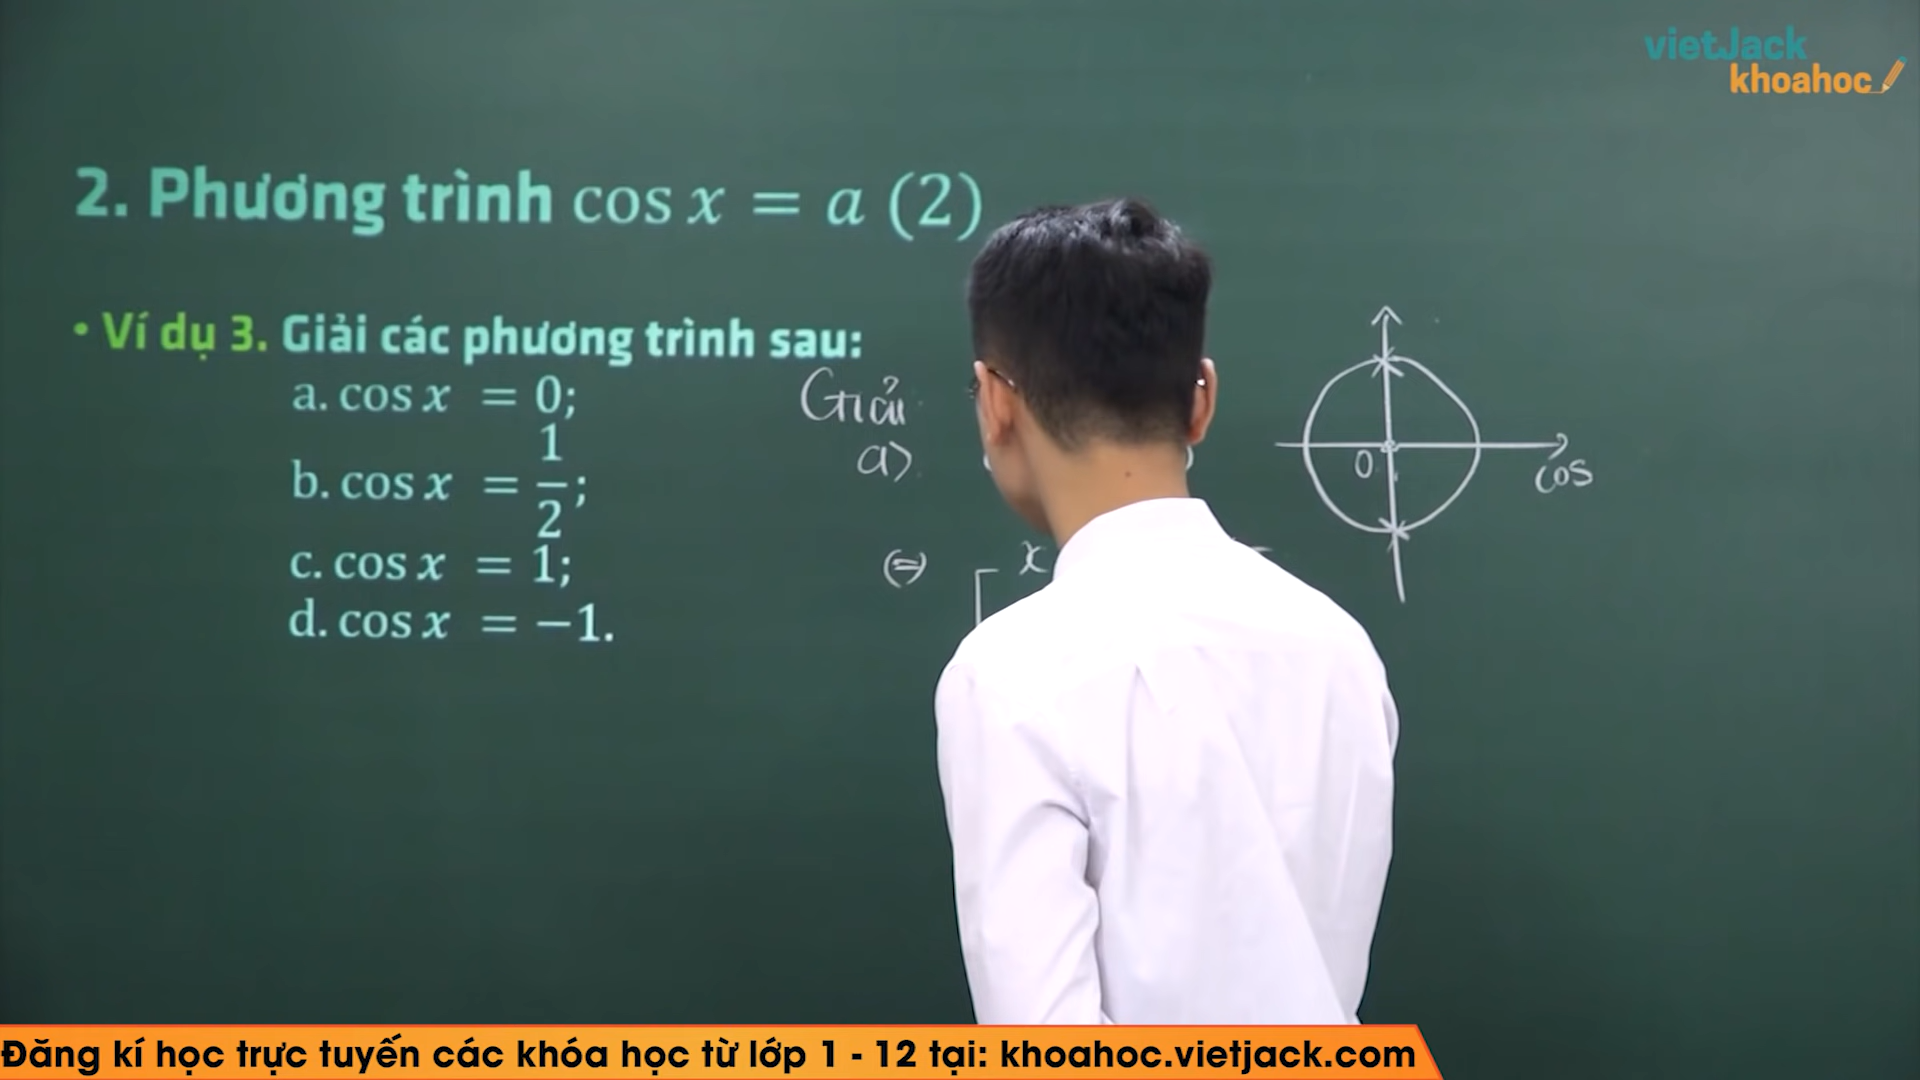 vietJack
khoahoc
2. Phương trình cos x = a (2)
• Ví dụ 3. Giải các phương trình sau:
a. cos x = 0;
b. cos x = 1/2;
c. cos x = 1;
d. cos x = −1.
Giải
a)
⇔ [ x
O
cos
Đăng kí học trực tuyến các khóa học từ lớp 1 - 12 tại: khoahoc.vietjack.com